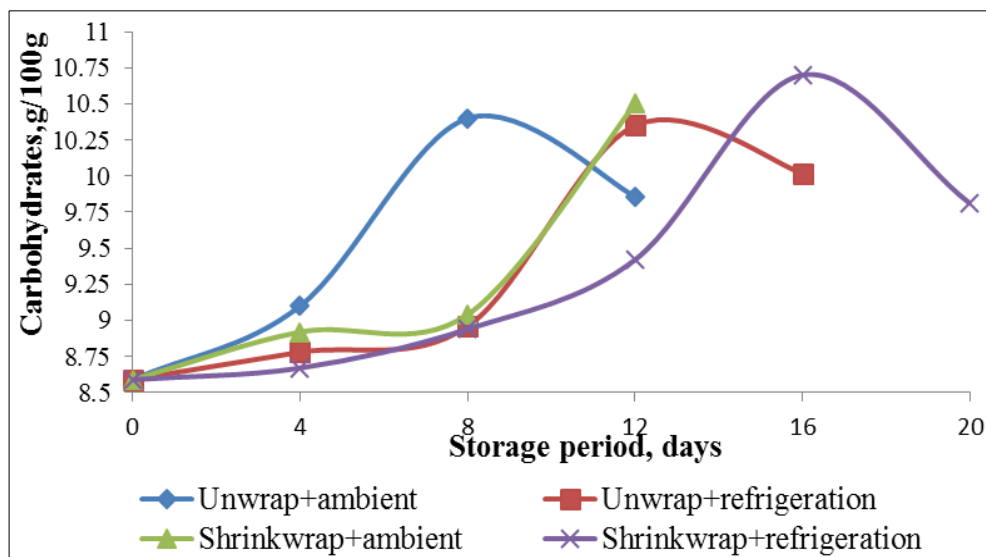 Carbohydrates,g/100g
11
10.75
10.5
10.25
10
9.75
9.5
9.25
9
8.75
8.5
0 4 8 12 16 20
Storage period, days
Unwrap+ambient Unwrap+refrigeration
Shrinkwrap+ambient Shrinkwrap+refrigeration